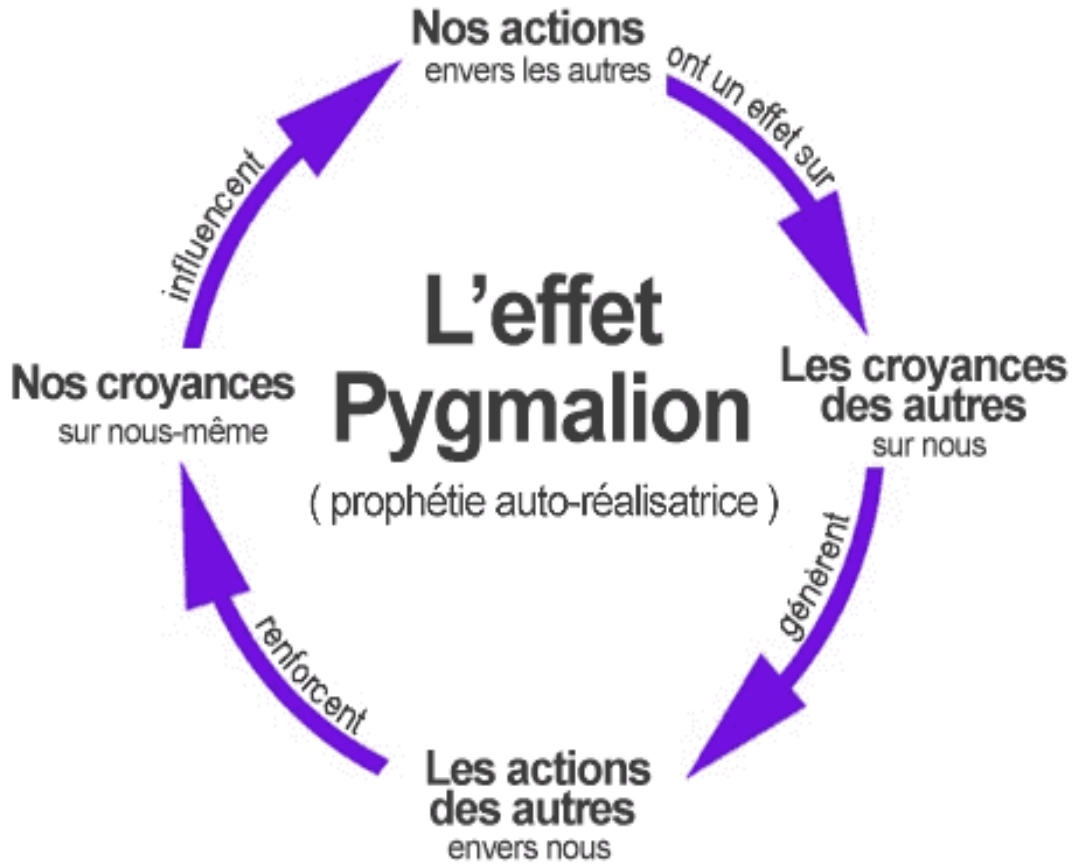 Nos actions
envers les autres
ont un effet sur
Les croyances
des autres
sur nous
génèrent
Les actions
des autres
envers nous
renforcent
Nos croyances
sur nous-même
influencent
L'effet
Pygmalion
( prophétie auto-réalisatrice )